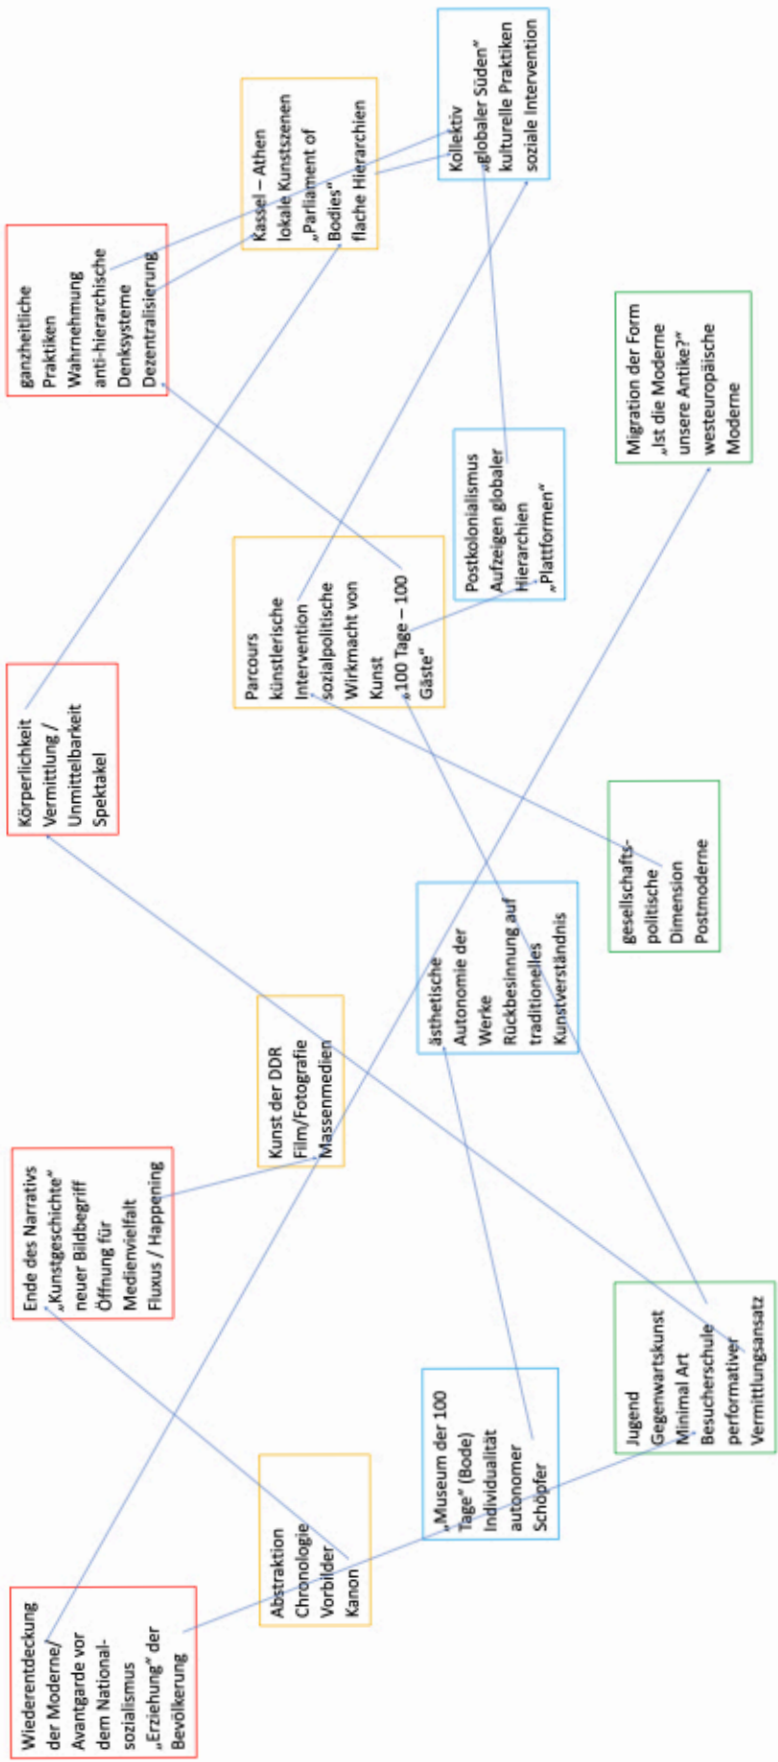 Wiederentdeckung
der Moderne/
Avantgarde vor
dem National-
sozialismus
„Erziehung" der
Bevölkerung
Abstraktion
Chronologie
Vorbilder
Kanon
„Museum der 100
Tage" (Bode)
Individualität
autonomer
Schöpfer
Jugend
Gegenwartskunst
Minimal Art
Besucherschule
performativer
Vermittlungsansatz
Ende des Narrativs
„Kunstgeschichte"
neuer Bildbegriff
Öffnung für
Medienvielfalt
Fluxus / Happening
Kunst der DDR
Film/Fotografie
Massenmedien
ästhetische
Autonomie der
Werke
Rückbesinnung auf
traditionelles
Kunstverständnis
gesellschafts-
politische
Dimension
Postmoderne
Körperlichkeit
Vermittlung /
Unmittelbarkeit
Spektakel
Parcours
künstlerische
Intervention
sozialpolitische
Wirkmacht von
Kunst
„100 Tage – 100
Gäste"
Postkolonialismus
Aufzeigen globaler
Hierarchien
„Plattformen"
Migration der Form
„Ist die Moderne
unsere Antike?"
westeuropäische
Moderne
ganzheitliche
Praktiken
Wahrnehmung
anti-hierarchische
Denksysteme
Dezentralisierung
Kassel – Athen
lokale Kunstszenen
„Parliament of
Bodies"
flache Hierarchien
Kollektiv
„globaler Süden"
kulturelle Praktiken
soziale Intervention